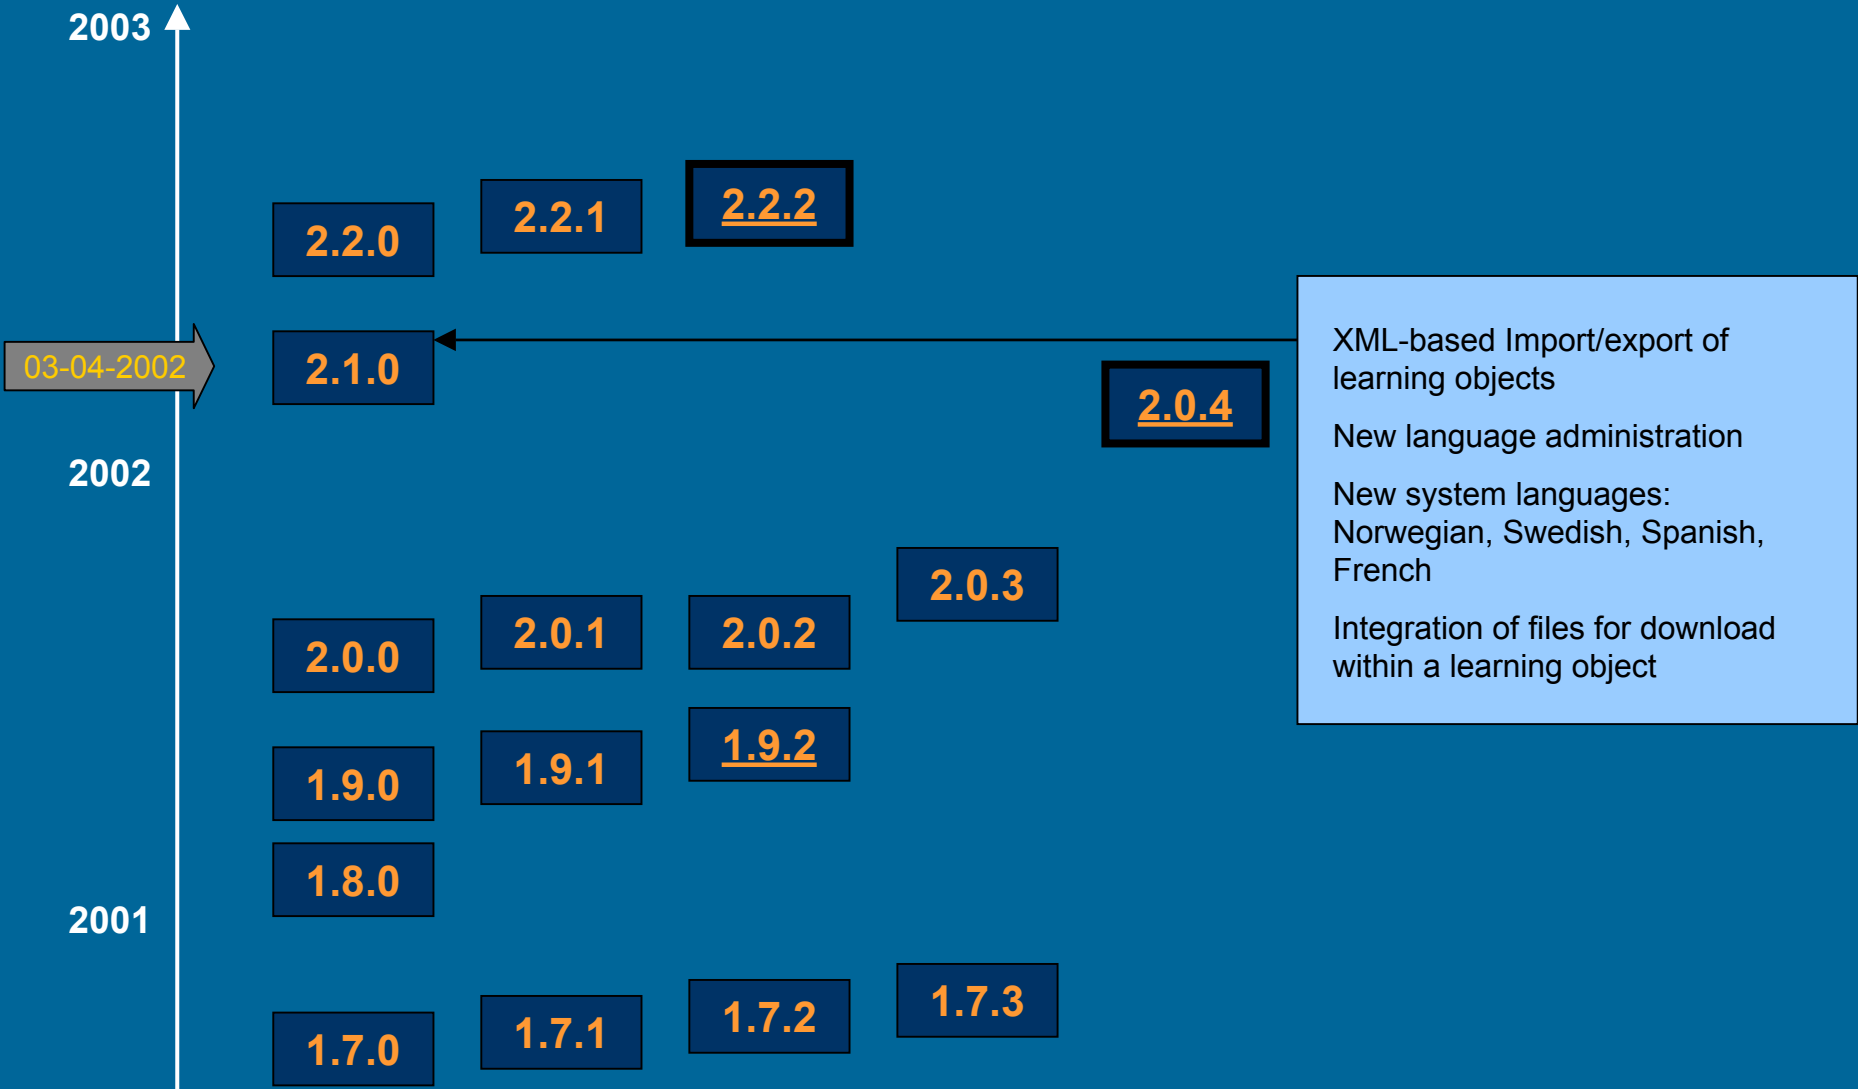 2003
2.2.0
2.2.1
2.2.2
03-04-2002
2.1.0
2.0.4
XML-based Import/export of
learning objects
New language administration
New system languages:
Norwegian, Swedish, Spanish,
French
Integration of files for download
within a learning object
2002
2.0.0
2.0.1
2.0.2
2.0.3
1.9.0
1.9.1
1.9.2
1.8.0
2001
1.7.0
1.7.1
1.7.2
1.7.3